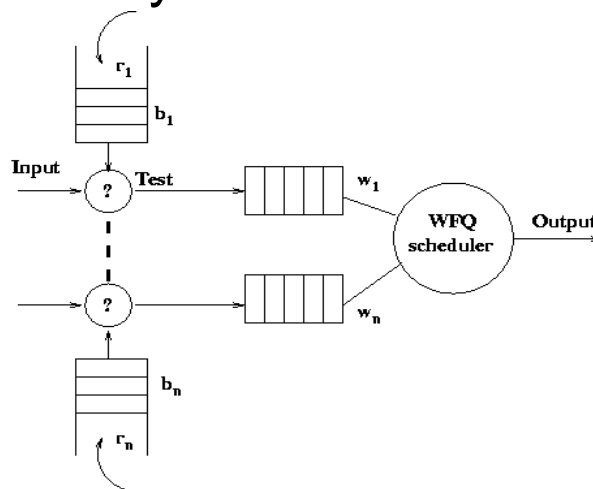 r1
b1
Input
?
Test
w1
WFQ
scheduler
Output
?
wn
bn
rn